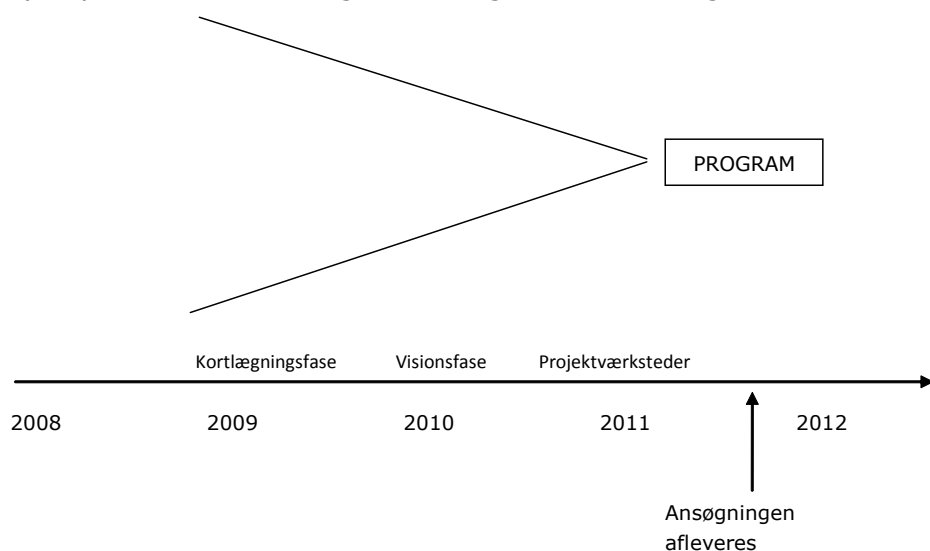 PROGRAM
Kortlægningsfase Visionsfase Projektværksteder
2008 2009 2010 2011 2012
Ansøgningen
afleveres